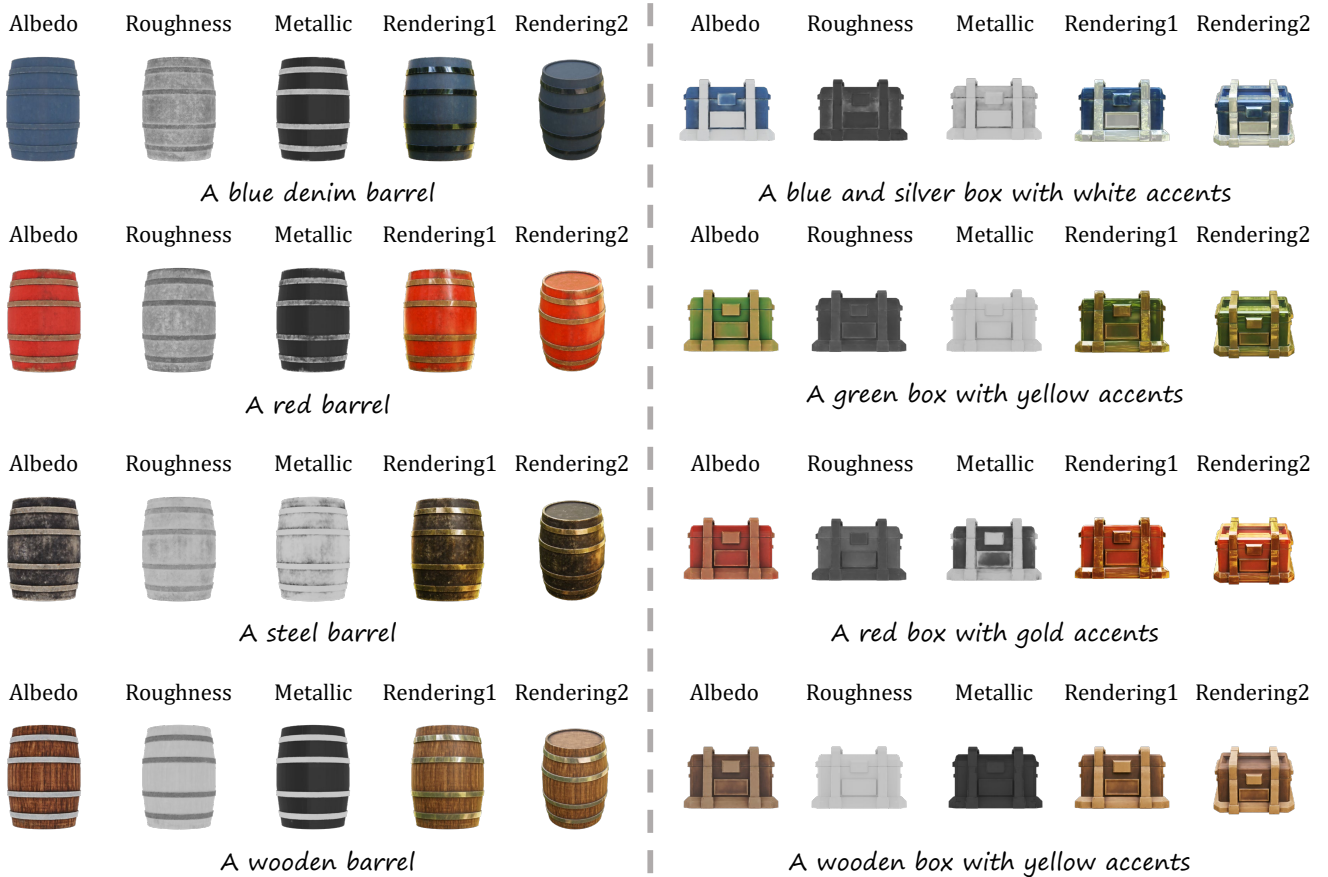 Albedo Roughness Metallic Rendering1 Rendering2
A blue denim barrel
Albedo Roughness Metallic Rendering1 Rendering2
A red barrel
Albedo Roughness Metallic Rendering1 Rendering2
A steel barrel
Albedo Roughness Metallic Rendering1 Rendering2
A wooden barrel
Albedo Roughness Metallic Rendering1 Rendering2
A blue and silver box with white accents
Albedo Roughness Metallic Rendering1 Rendering2
A green box with yellow accents
Albedo Roughness Metallic Rendering1 Rendering2
A red box with gold accents
Albedo Roughness Metallic Rendering1 Rendering2
A wooden box with yellow accents